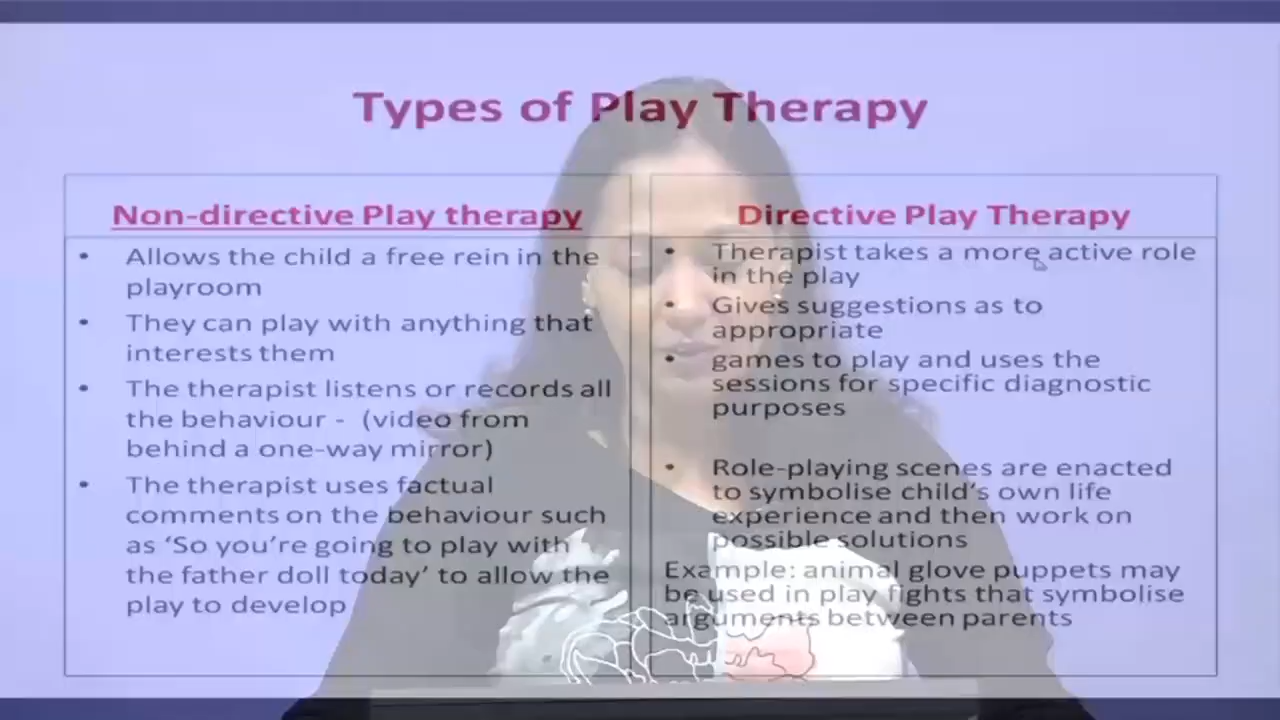 Types of Play Therapy
Non-directive Play therapy
• Allows the child a free rein in the
playroom
• They can play with anything that
interests them
• The therapist listens or records all
the behaviour - (video from
behind a one-way mirror)
• The therapist uses factual
comments on the behaviour such
as ‘So you’re going to play with
the father doll today’ to allow the
play to develop
Directive Play Therapy
• Therapist takes a more active role
in the play
• Gives suggestions as to
appropriate
• games to play and uses the
sessions for specific diagnostic
purposes
• Role-playing scenes are enacted
to symbolise child’s own life
experience and then work on
possible solutions
Example: animal glove puppets may
be used in play fights that symbolise
arguments between parents